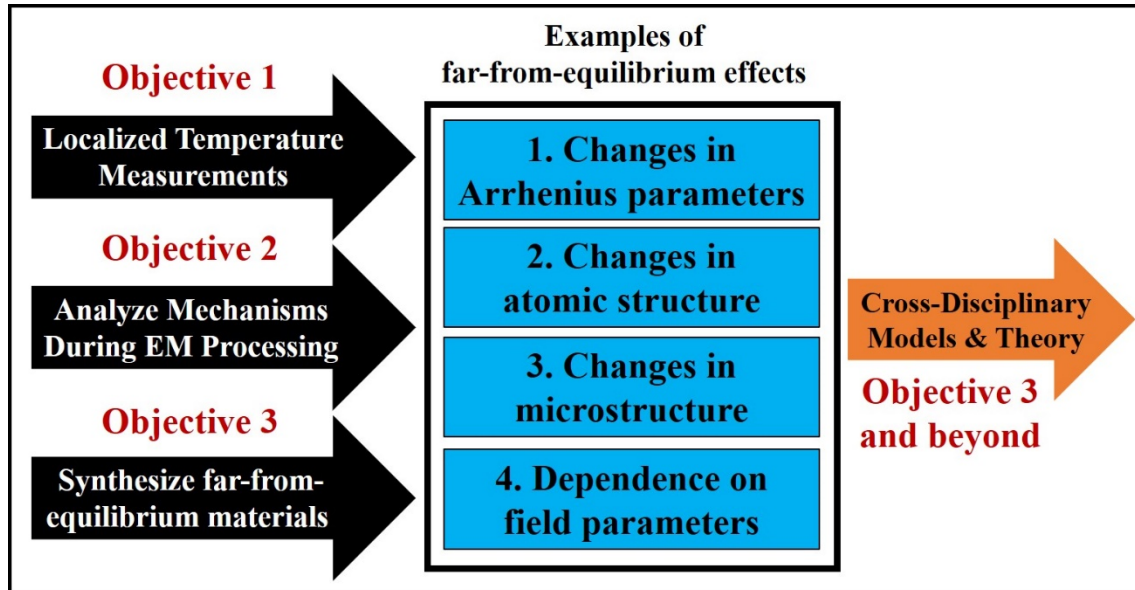 Objective 1
Localized Temperature
Measurements
Objective 2
Analyze Mechanisms
During EM Processing
Objective 3
Synthesize far-from-
equilibrium materials
Examples of
far-from-equilibrium effects
1. Changes in
Arrhenius parameters
2. Changes in
atomic structure
3. Changes in
microstructure
4. Dependence on
field parameters
Cross-Disciplinary
Models & Theory
Objective 3
and beyond